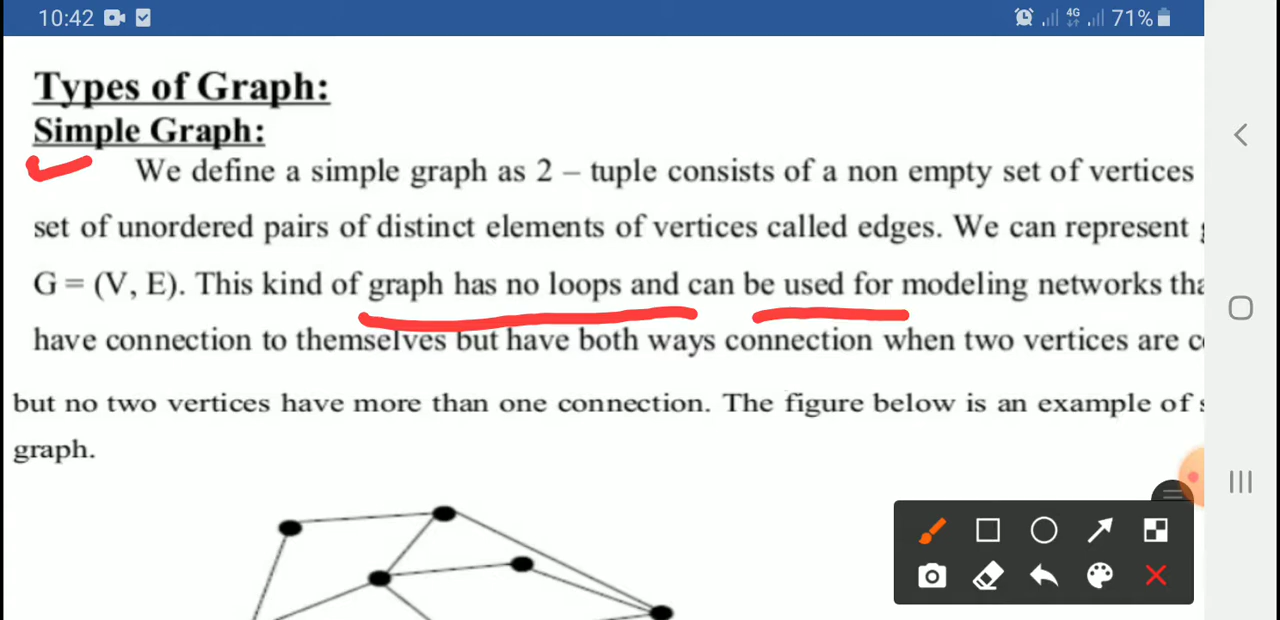 10:42 4G 71%
Types of Graph:
Simple Graph:
We define a simple graph as 2 – tuple consists of a non empty set of vertices
set of unordered pairs of distinct elements of vertices called edges. We can represent
G = (V, E). This kind of graph has no loops and can be used for modeling networks
have connection to themselves but have both ways connection when two vertices are
but no two vertices have more than one connection. The figure below is an example of
graph.